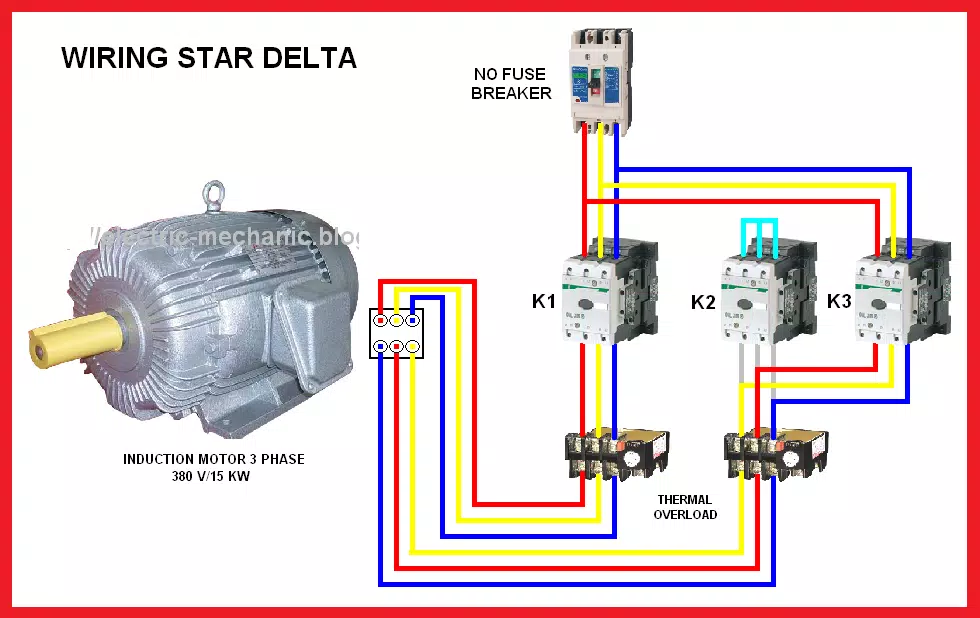 WIRING STAR DELTA
NO FUSE
BREAKER
electric-mechanic.blog
K1
K2
K3
INDUCTION MOTOR 3 PHASE
380 V/15 KW
THERMAL
OVERLOAD